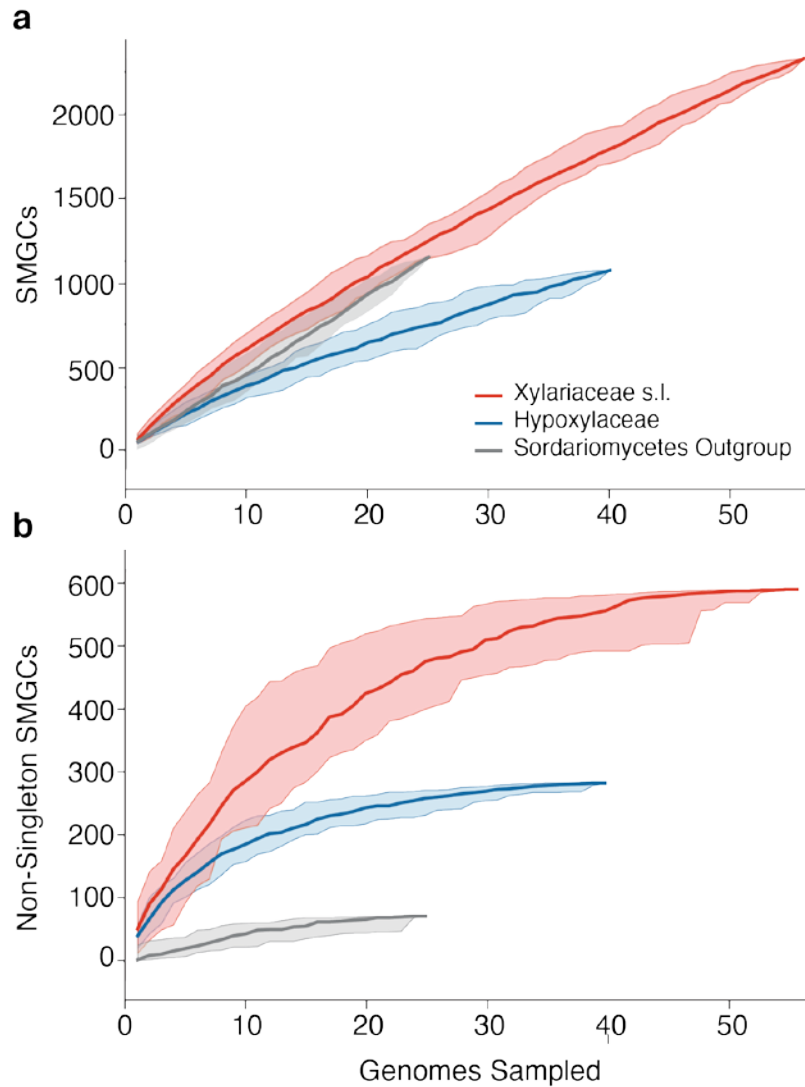 a
2000
1500
1000
500
0
SMGCs
Xylariaceae s.l.
Hypoxylaceae
Sordariomycetes Outgroup
0 10 20 30 40 50
b
600
500
400
300
200
100
0
Non-Singleton SMGCs
0 10 20 30 40 50
Genomes Sampled